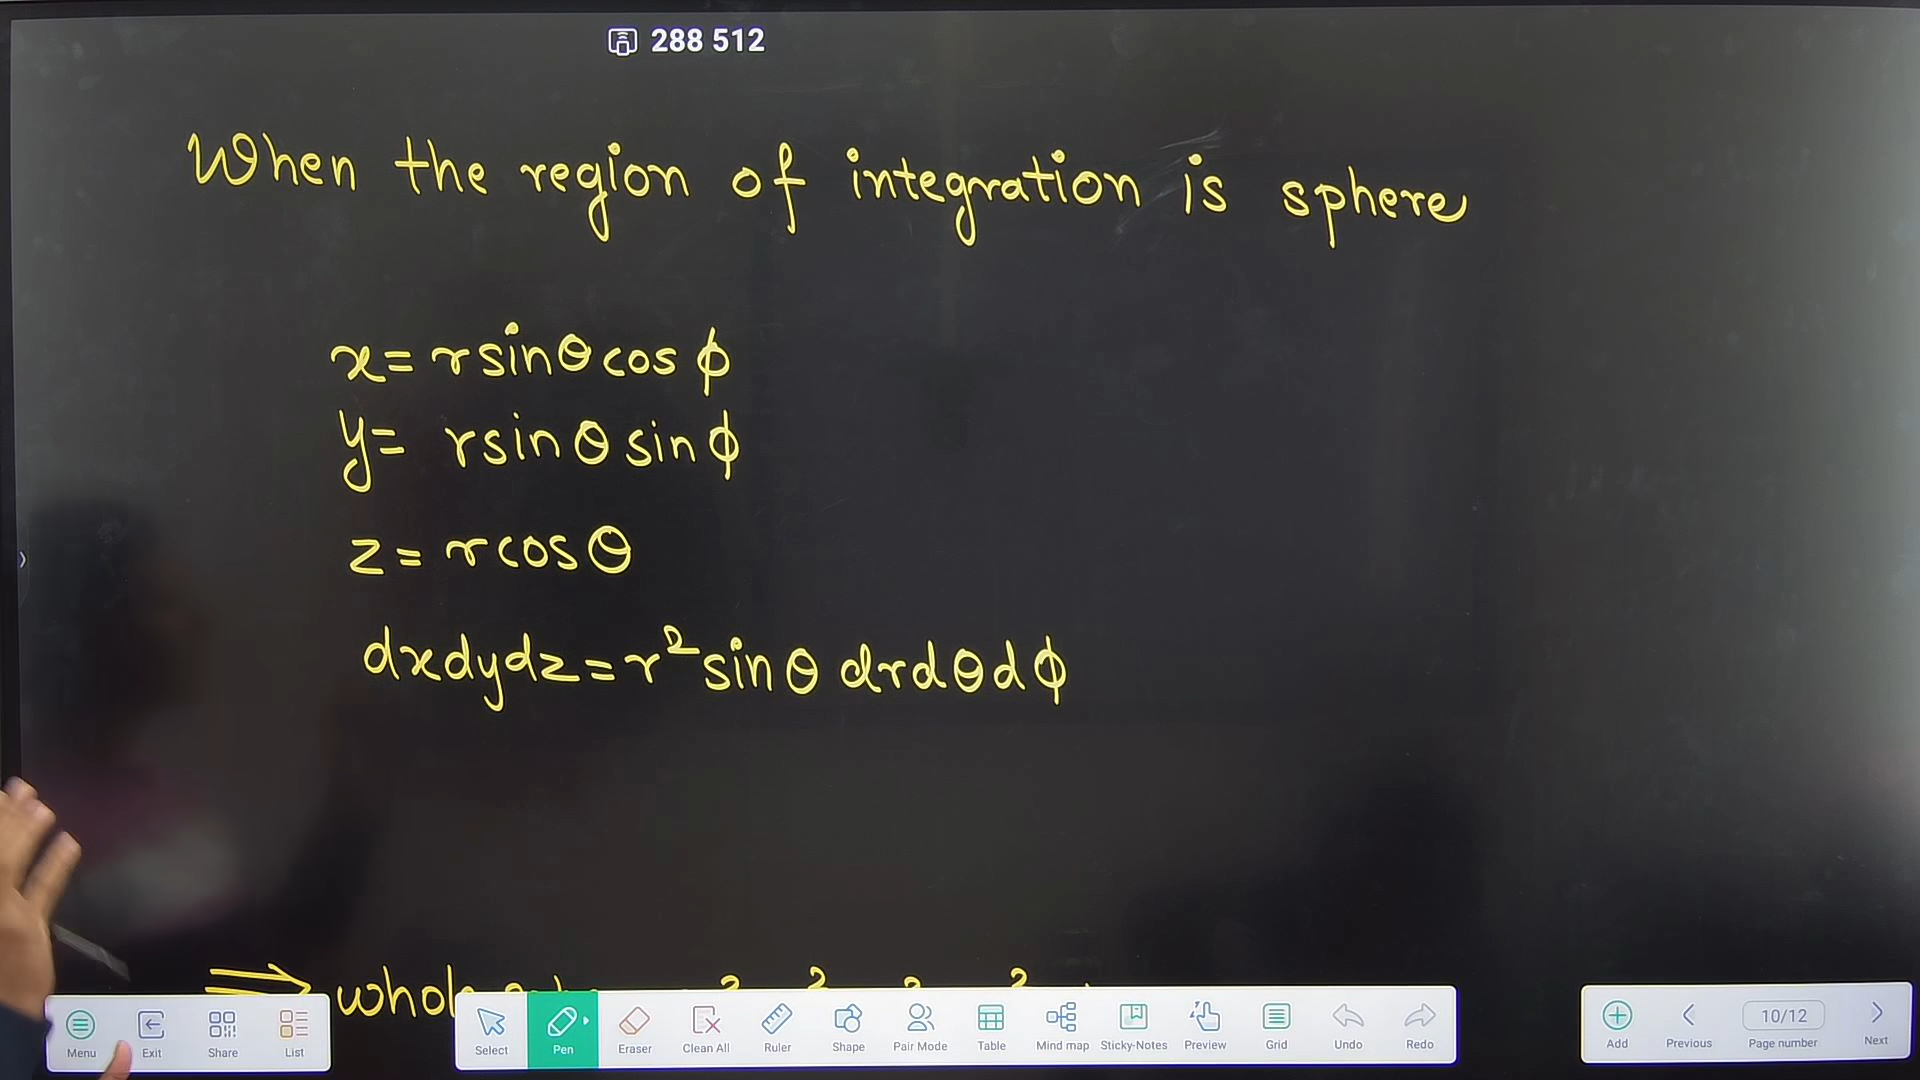 288 512
When the region of integration is sphere
x = r sinθ cos ϕ
y = r sin θ sin ϕ
z = r cos θ
dxdydz = r² sin θ dr dθ dϕ
⇒
Menu Exit Share List Select Pen Eraser Clean All Ruler Shape Pair Mode Table Mind map Sticky-Notes Preview Grid Undo Redo Add Previous 10/12 Page number Next